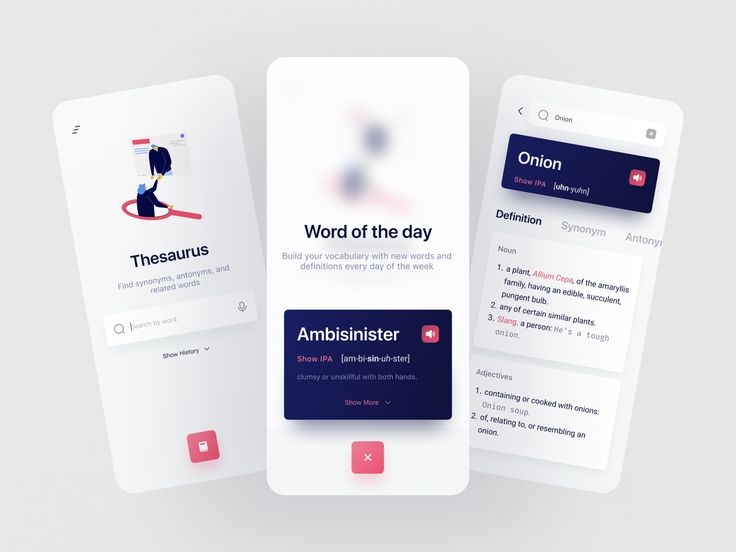 Thesaurus
Find synonyms, antonyms, and
related words
Search by word
Show History
Word of the day
Build your vocabulary with new words and
definitions every day of the week
Ambisinister
Show IPA [am-bi-sin-uh-ster]
clumsy or unskillful with both hands.
Show More
Onion
Onion
Show IPA [uhn-yuhn]
Definition Synonym Antonym
Noun
1. a plant, Allium Cepa, of the amaryllis
family, having an edible, succulent,
pungent bulb.
2. any of certain similar plants.
3. Slang. a person: He's a tough
onion.
Adjectives
1. containing or cooked with onions:
Onion soup.
2. of, relating to, or resembling an
onion.